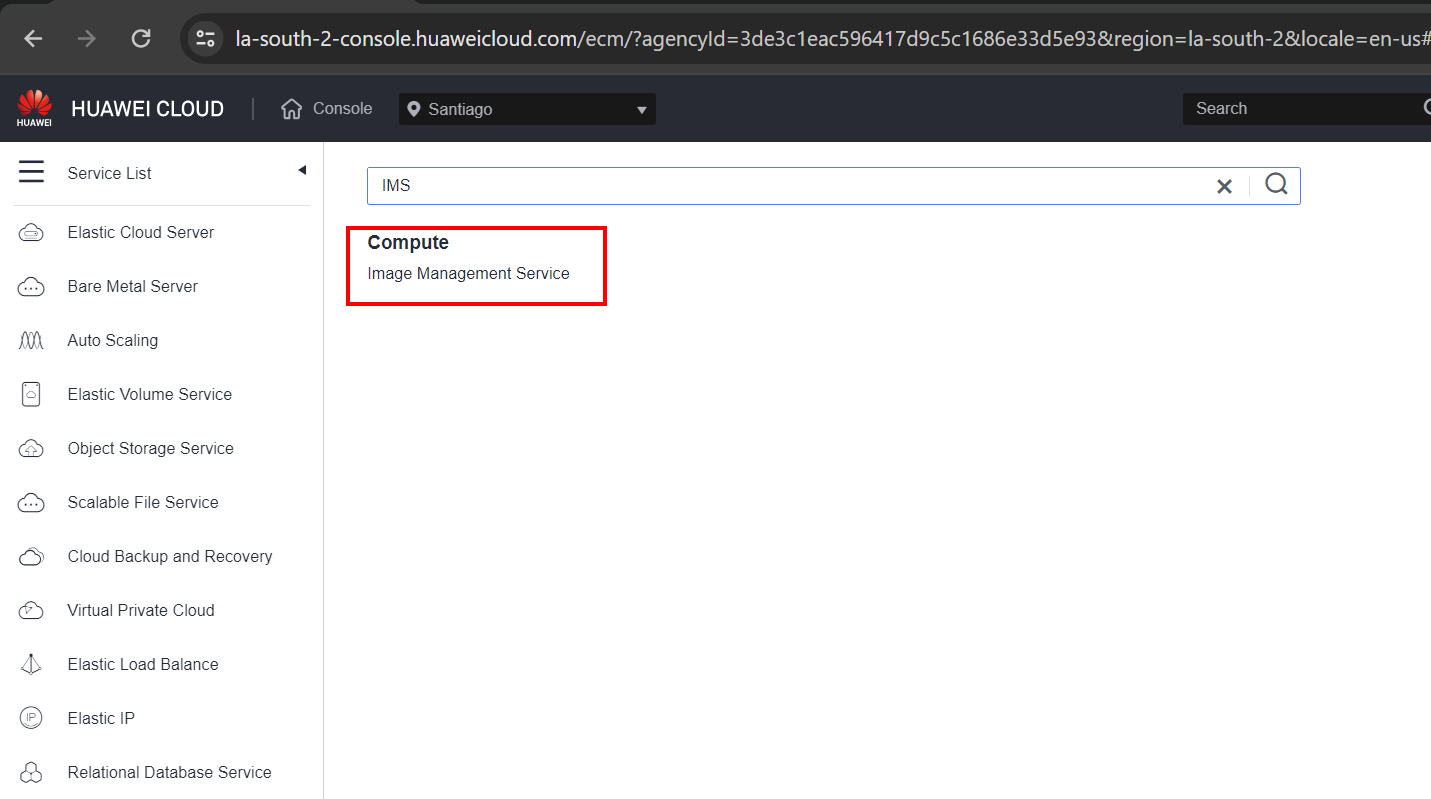 la-south-2-console.huaweicloud.com/ecm/?agencyId=3de3c1eac596417d9c5c1686e33d5e93&region=la-south-2&locale=en-us#
HUAWEI
HUAWEI CLOUD
Console
Santiago
Search
Service List
IMS
Compute
Image Management Service
Elastic Cloud Server
Bare Metal Server
Auto Scaling
Elastic Volume Service
Object Storage Service
Scalable File Service
Cloud Backup and Recovery
Virtual Private Cloud
Elastic Load Balance
IP
Elastic IP
Relational Database Service